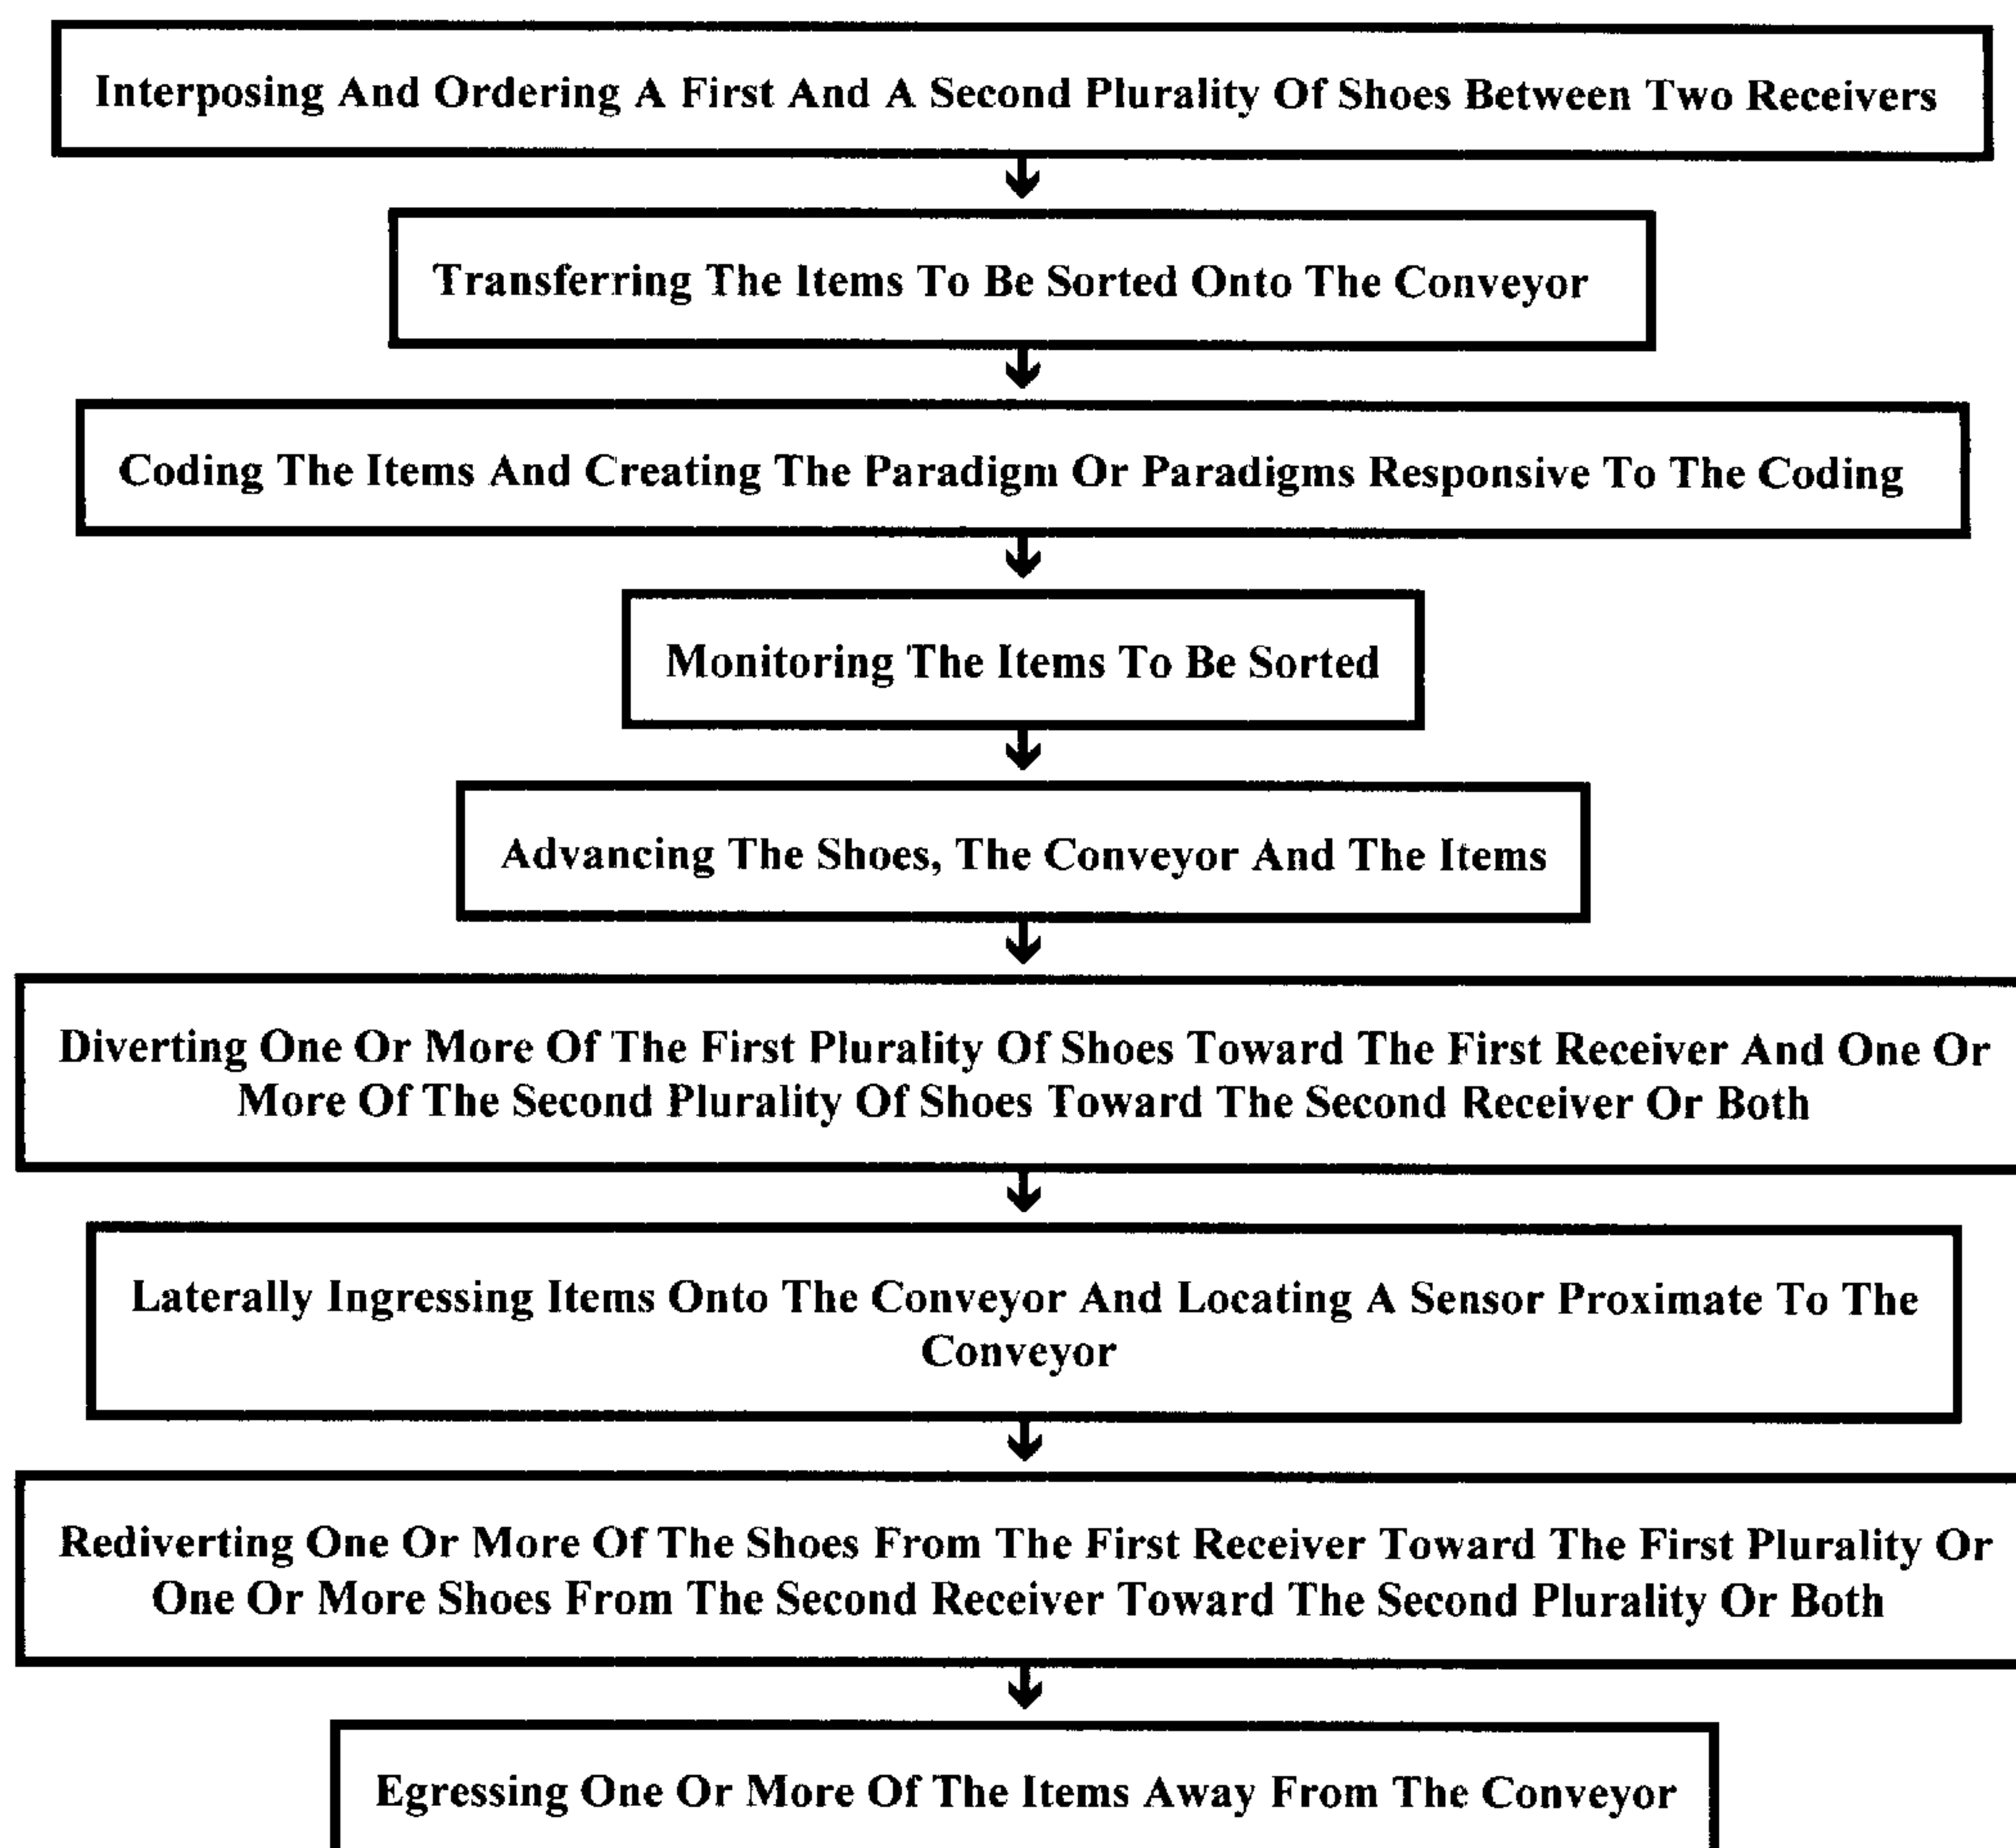 Interposing And Ordering A First And A Second Plurality Of Shoes Between Two Receivers
Transferring The Items To Be Sorted Onto The Conveyor
Coding The Items And Creating The Paradigm Or Paradigms Responsive To The Coding
Monitoring The Items To Be Sorted
Advancing The Shoes, The Conveyor And The Items
Diverting One Or More Of The First Plurality Of Shoes Toward The First Receiver And One Or
More Of The Second Plurality Of Shoes Toward The Second Receiver Or Both
Laterally Ingressing Items Onto The Conveyor And Locating A Sensor Proximate To The
Conveyor
Rediverting One Or More Of The Shoes From The First Receiver Toward The First Plurality Or
One Or More Shoes From The Second Receiver Toward The Second Plurality Or Both
Egressing One Or More Of The Items Away From The Conveyor